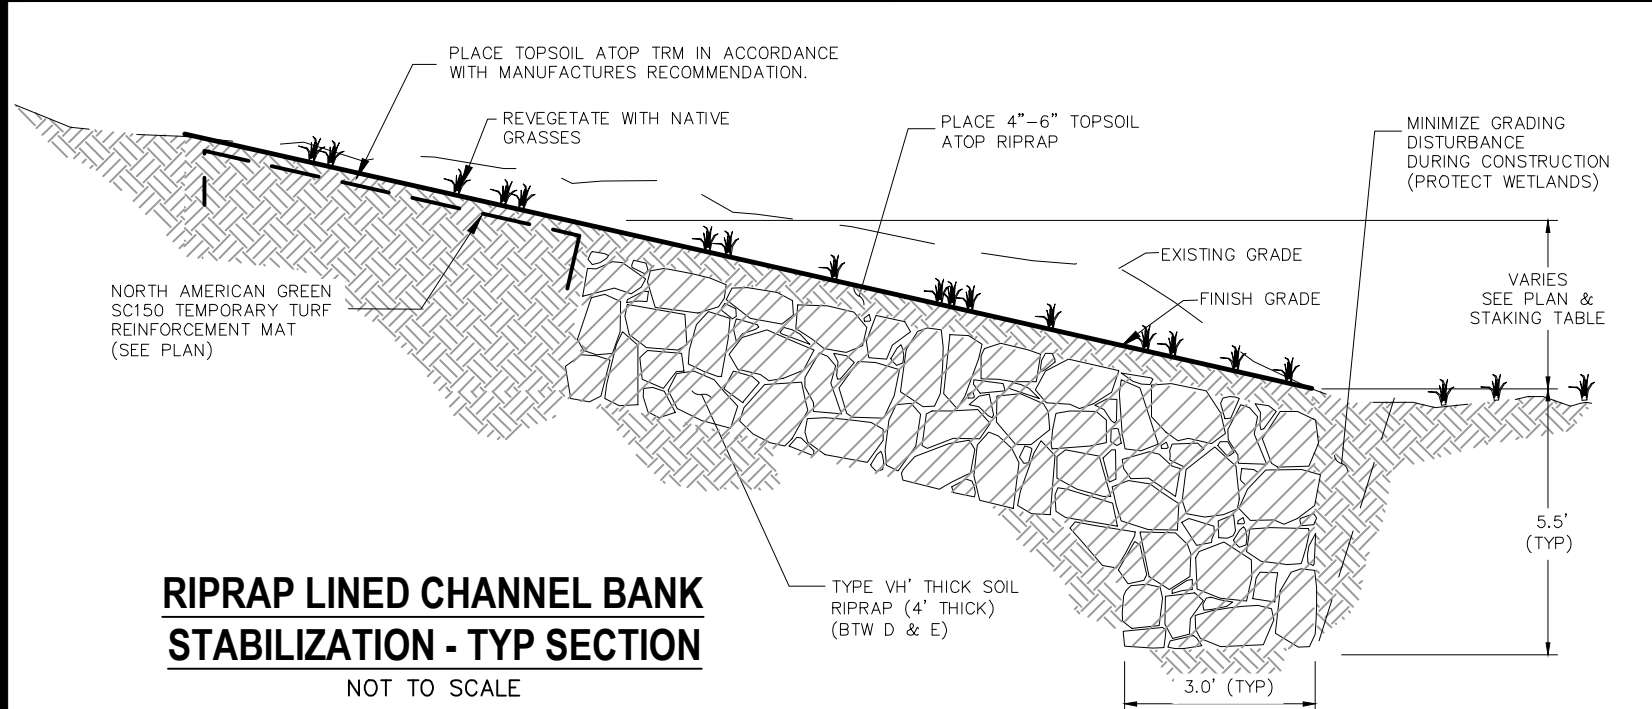 PLACE TOPSOIL ATOP TRM IN ACCORDANCE
WITH MANUFACTURES RECOMMENDATION.
REVEGETATE WITH NATIVE
GRASSES
PLACE 4"-6" TOPSOIL
ATOP RIPRAP
MINIMIZE GRADING
DISTURBANCE
DURING CONSTRUCTION
(PROTECT WETLANDS)
EXISTING GRADE
FINISH GRADE
VARIES
SEE PLAN &
STAKING TABLE
NORTH AMERICAN GREEN
SC150 TEMPORARY TURF
REINFORCEMENT MAT
(SEE PLAN)
5.5'
(TYP)
TYPE VH' THICK SOIL
RIPRAP (4' THICK)
(BTW D & E)
3.0' (TYP)
RIPRAP LINED CHANNEL BANK
STABILIZATION - TYP SECTION
NOT TO SCALE